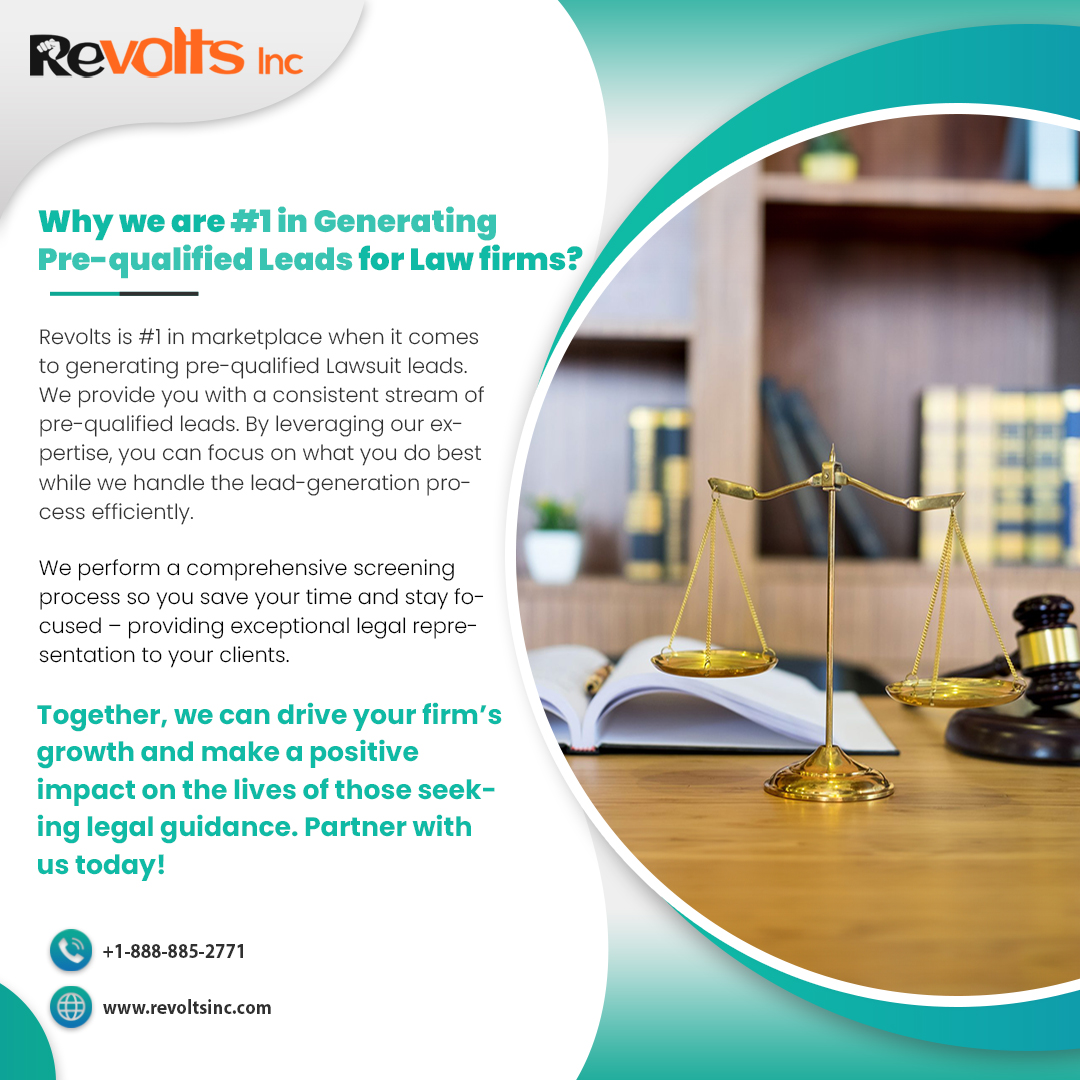 Revolts Inc
Why we are #1 in Generating
Pre-qualified Leads for Law firms?
Revolts is #1 in marketplace when it comes
to generating pre-qualified Lawsuit leads.
We provide you with a consistent stream of
pre-qualified leads. By leveraging our ex-
pertise, you can focus on what you do best
while we handle the lead-generation pro-
cess efficiently.
We perform a comprehensive screening
process so you save your time and stay fo-
cused – providing exceptional legal repre-
sentation to your clients.
Together, we can drive your firm’s
growth and make a positive
impact on the lives of those seek-
ing legal guidance. Partner with
us today!
+1-888-885-2771
www.revoltsinc.com